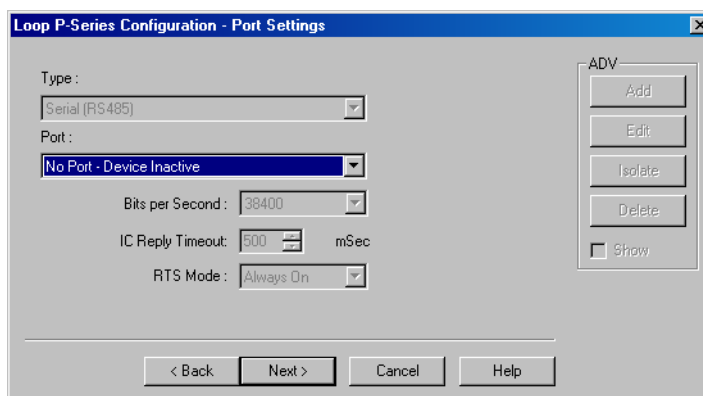 Loop P-Series Configuration - Port Settings
Type :
Serial (RS485)
Port :
No Port - Device Inactive
Bits per Second : 38400
IC Reply Timeout: 500 mSec
RTS Mode : Always On
ADV
Add
Edit
Isolate
Delete
Show
< Back Next > Cancel Help